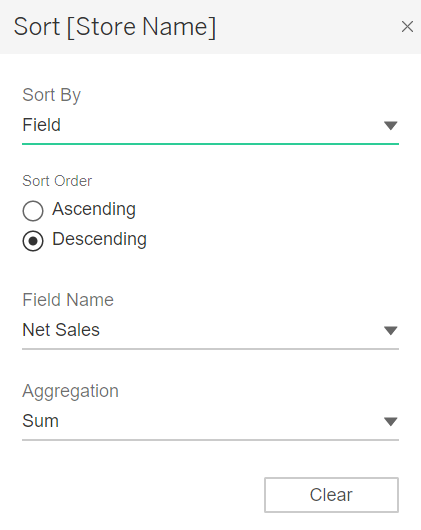 Sort [Store Name]
Sort By
Field
Sort Order
Ascending
Descending
Field Name
Net Sales
Aggregation
Sum
Clear